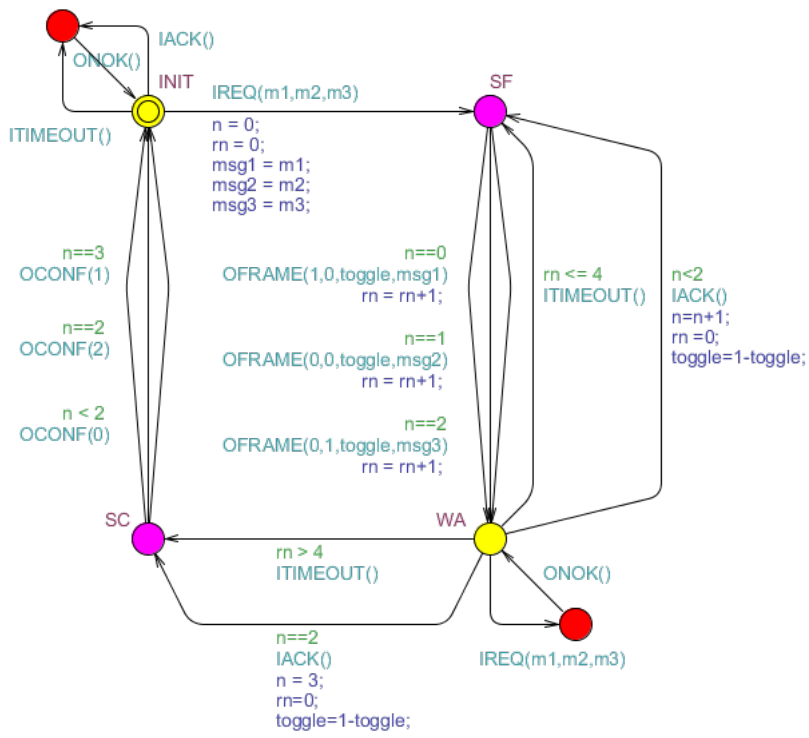 IACK()
ONOK()
INIT
SF
IREQ(m1,m2,m3)
ITIMEOUT()
n = 0;
rn = 0;
msg1 = m1;
msg2 = m2;
msg3 = m3;
n==3
OCONF(1)
n==2
OCONF(2)
n < 2
OCONF(0)
n==0
OFRAME(1,0,toggle,msg1)
rn = rn+1;
n==1
OFRAME(0,0,toggle,msg2)
rn = rn+1;
n==2
OFRAME(0,1,toggle,msg3)
rn = rn+1;
rn <= 4
ITIMEOUT()
n<2
IACK()
n=n+1;
rn =0;
toggle=1-toggle;
SC
WA
rn > 4
ITIMEOUT()
ONOK()
IREQ(m1,m2,m3)
n==2
IACK()
n = 3;
rn=0;
toggle=1-toggle;